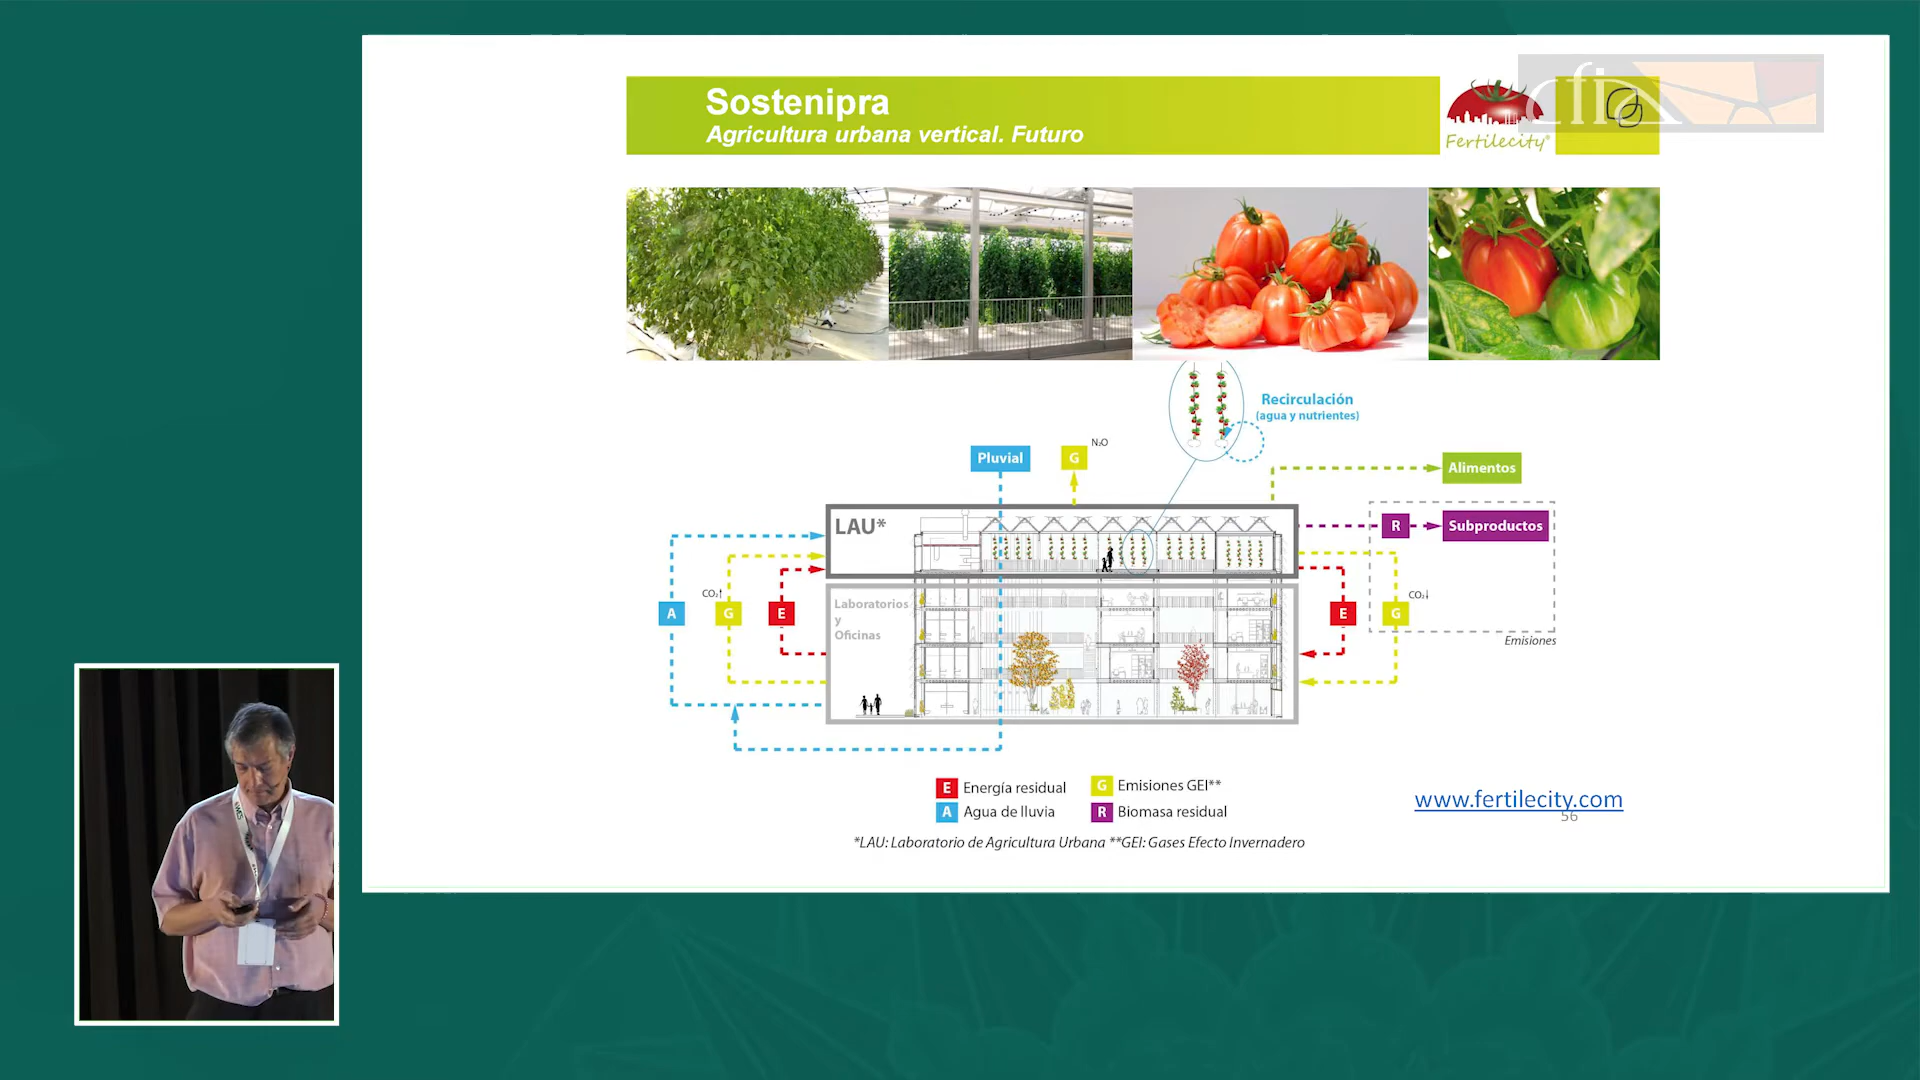 Sostenipra
Agricultura urbana vertical. Futuro
Fertilecity®
cfia
Recirculación
(agua y nutrientes)
Pluvial
G
N₂O
Alimentos
LAU*
R
Subproductos
A
CO₂↑
G
E
Laboratorios
y
Oficinas
E
CO₂↓
G
Emisiones
E Energía residual
G Emisiones GEI**
A Agua de lluvia
R Biomasa residual
www.fertilecity.com
56
*LAU: Laboratorio de Agricultura Urbana **GEI: Gases Efecto Invernadero